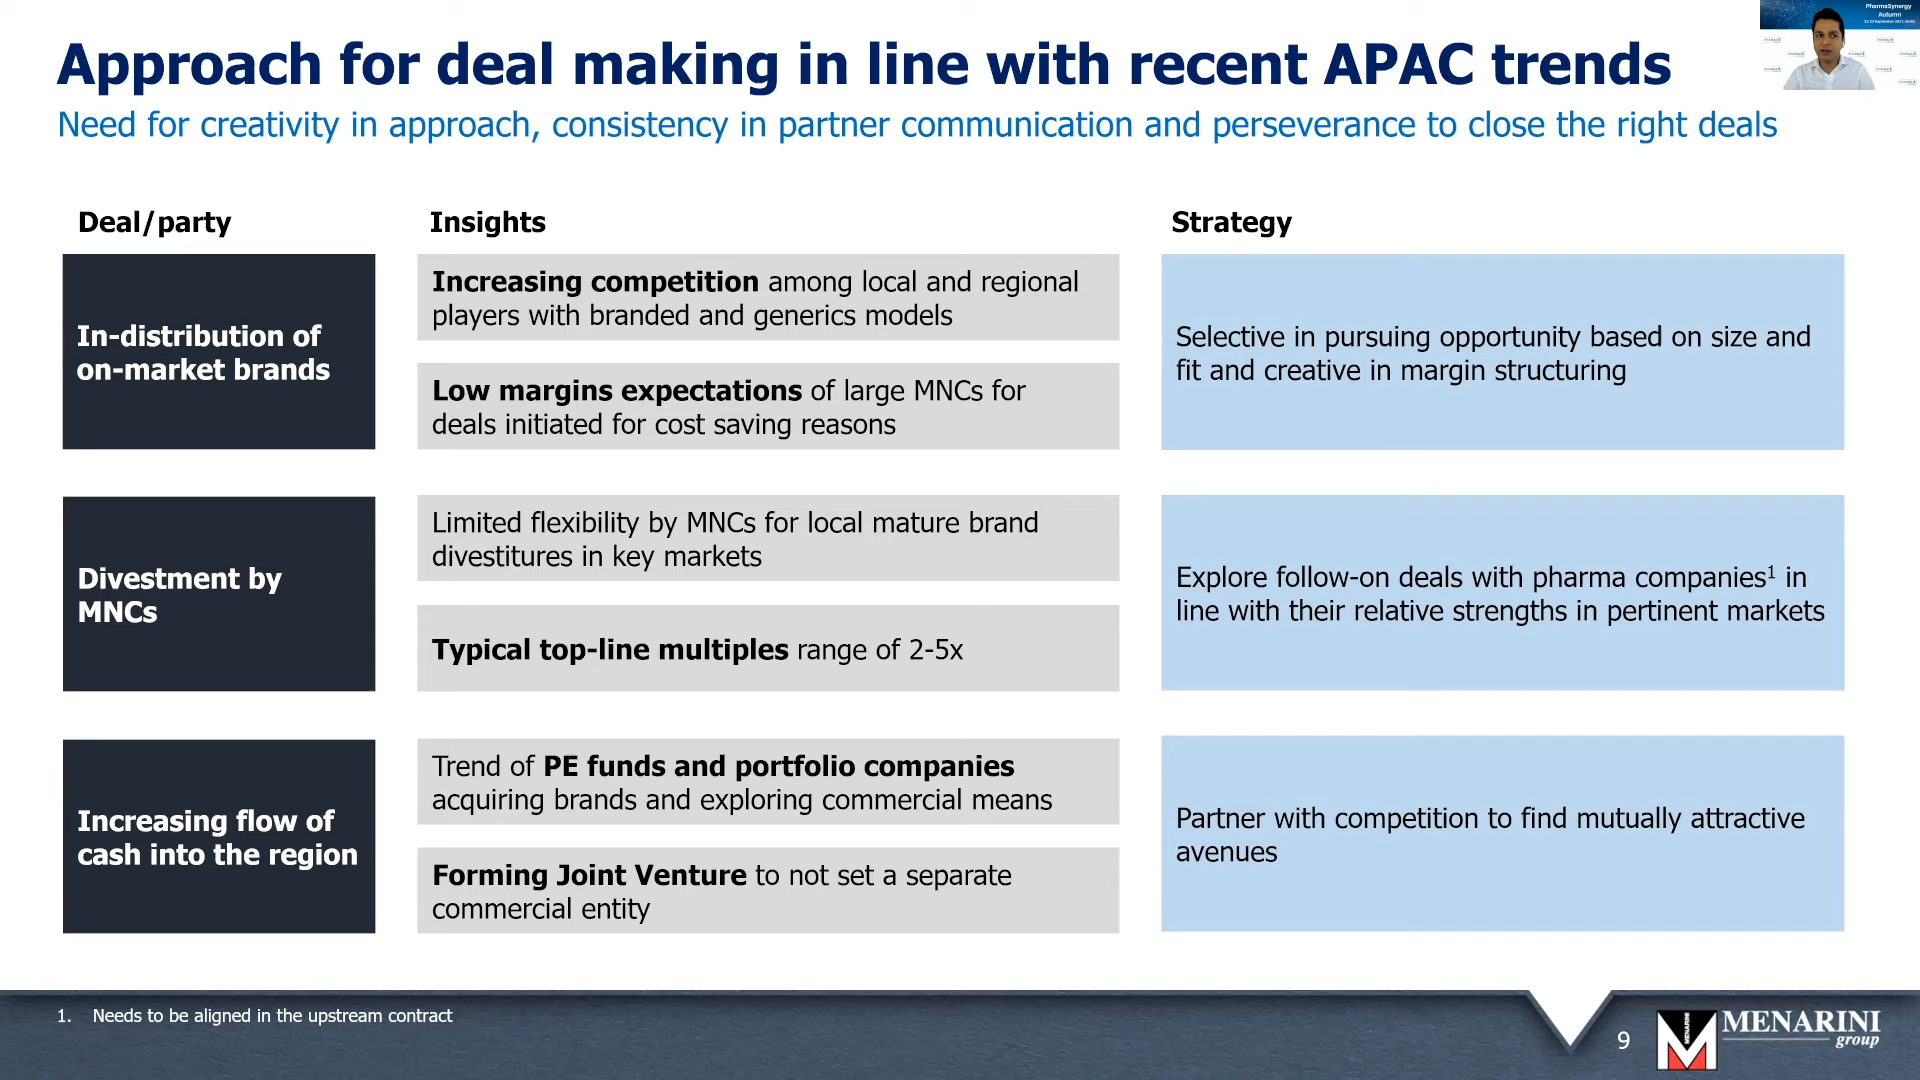 Approach for deal making in line with recent APAC trends
Need for creativity in approach, consistency in partner communication and perseverance to close the right deals
Deal/party
Insights
Strategy
In-distribution of
on-market brands
Increasing competition among local and regional
players with branded and generics models
Low margins expectations of large MNCs for
deals initiated for cost saving reasons
Selective in pursuing opportunity based on size and
fit and creative in margin structuring
Divestment by
MNCs
Limited flexibility by MNCs for local mature brand
divestitures in key markets
Typical top-line multiples range of 2-5x
Explore follow-on deals with pharma companies¹ in
line with their relative strengths in pertinent markets
Increasing flow of
cash into the region
Trend of PE funds and portfolio companies
acquiring brands and exploring commercial means
Forming Joint Venture to not set a separate
commercial entity
Partner with competition to find mutually attractive
avenues
1. Needs to be aligned in the upstream contract
9
MENARINI
group
PharmaSynergy
Autumn